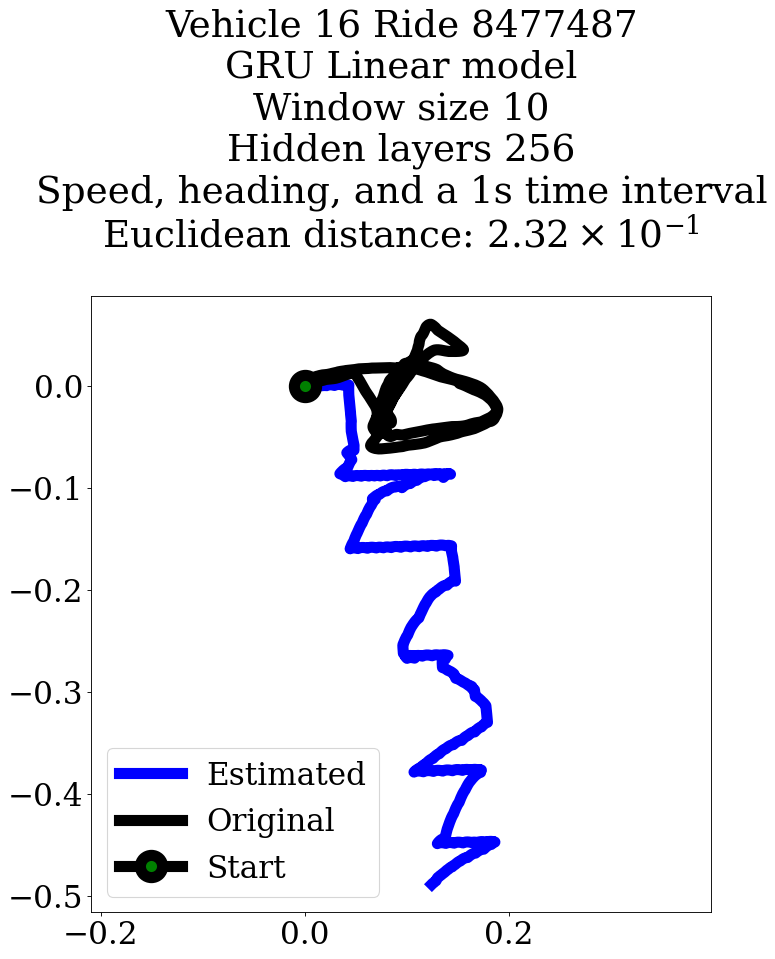 Vehicle 16 Ride 8477487
GRU Linear model
Window size 10
Hidden layers 256
Speed, heading, and a 1s time interval
Euclidean distance: 2.32 × 10⁻¹
0.0
−0.1
−0.2
−0.3
−0.4
−0.5
Estimated
Original
Start
−0.2
0.0
0.2